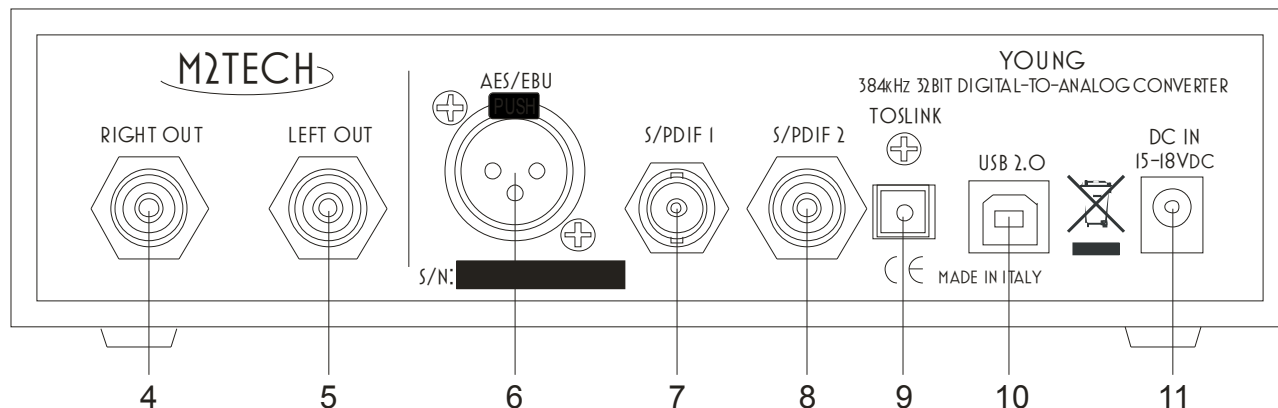 M2TECH
YOUNG
384kHz 32BIT DIGITAL-TO-ANALOG CONVERTER
RIGHT OUT
LEFT OUT
AES/EBU
PUSH
S/PDIF 1
S/PDIF 2
TOSLINK
USB 2.0
DC IN
15-18VDC
S/N:
CE
MADE IN ITALY
4 5 6 7 8 9 10 11